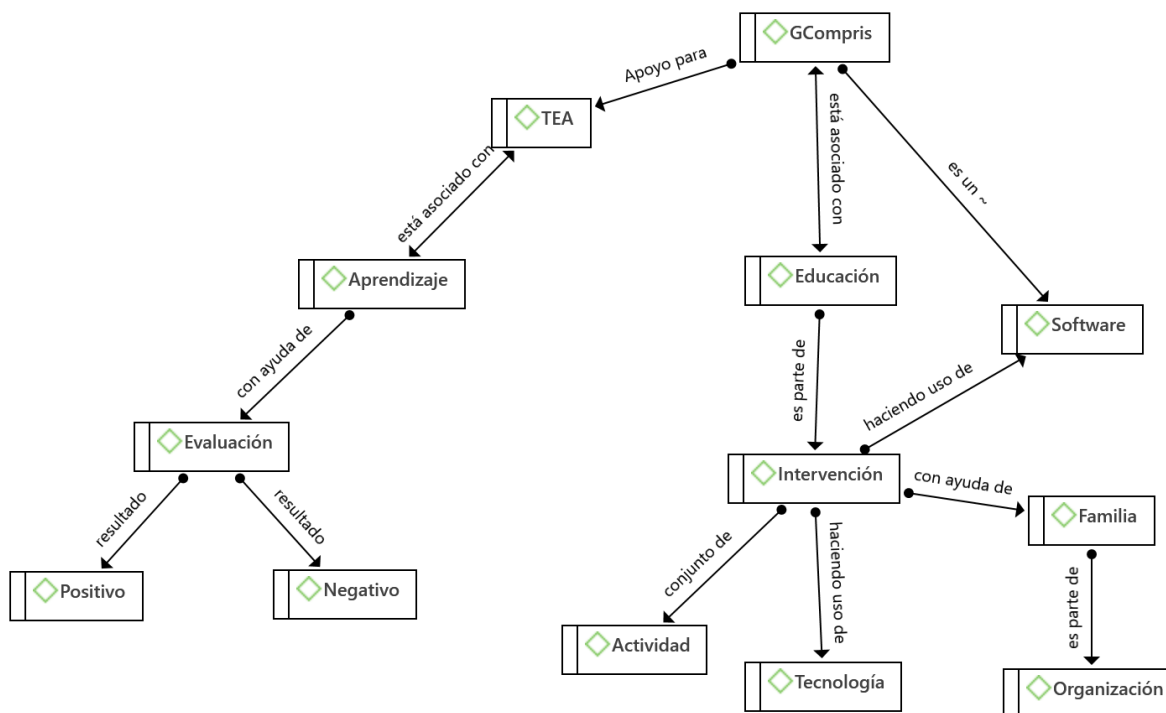 GCompris
Apoyo para
TEA
está asociado con
está asociado con
es un ~
Aprendizaje
Educación
Software
con ayuda de
es parte de
haciendo uso de
Evaluación
Intervención
con ayuda de
resultado
resultado
Familia
conjunto de
haciendo uso de
es parte de
Positivo
Negativo
Actividad
Tecnología
Organización